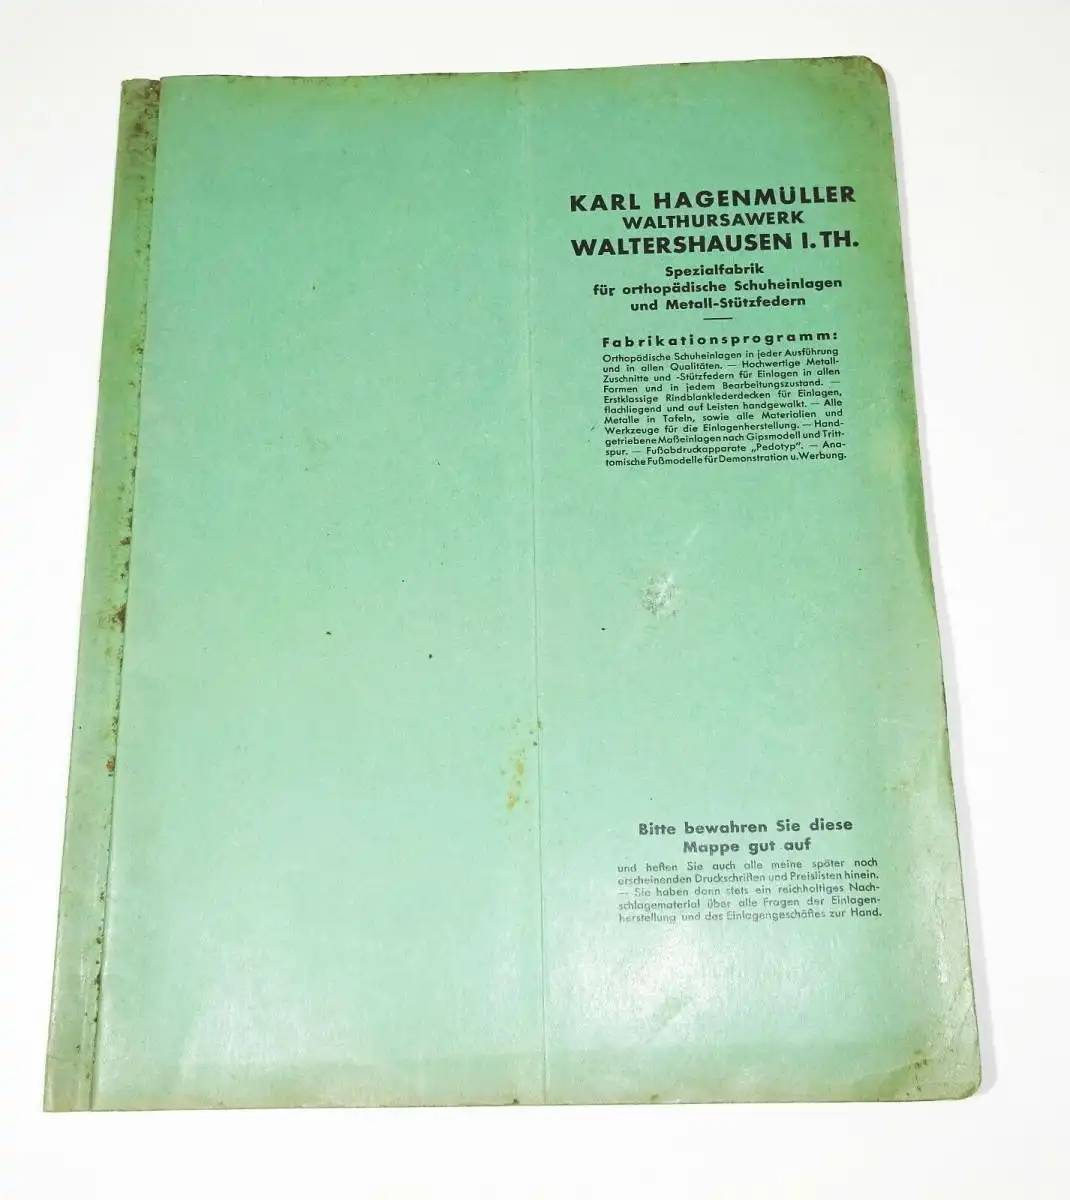 KARL HAGENMÜLLER
WALTHURSAWERK
WALTERSHAUSEN I. TH.
Spezialfabrik
für orthopädische Schuheinlagen
und Metall-Stützfedern
Fabrikationsprogramm:
Orthopädische Schuheinlagen in jeder Ausführung
und in allen Qualitäten. — Hochwertige Metall-
Zuschnitte und -Stützfedern für Einlagen in allen
Formen und in jedem Bearbeitungszustand. —
Erstklassige Rindblanklederdecken für Einlagen,
flachliegend und auf Leisten handgewalkt. — Alle
Metalle in Tafeln, sowie alle Materialien und
Werkzeuge für die Einlagenherstellung. — Hand-
getriebene Maßeinlagen nach Gipsmodell und Tritt-
spur. — Fußabdruckapparate „Pedotyp“. — Ana-
tomische Fußmodelle für Demonstration u. Werbung.
Bitte bewahren Sie diese
Mappe gut auf
und heften Sie auch alle meine später noch
erscheinenden Druckschriften und Preislisten hinein.
— Sie haben dann stets ein reichhaltiges Nach-
schlagematerial über alle Fragen der Einlagen-
herstellung und des Einlagengeschäftes zur Hand.